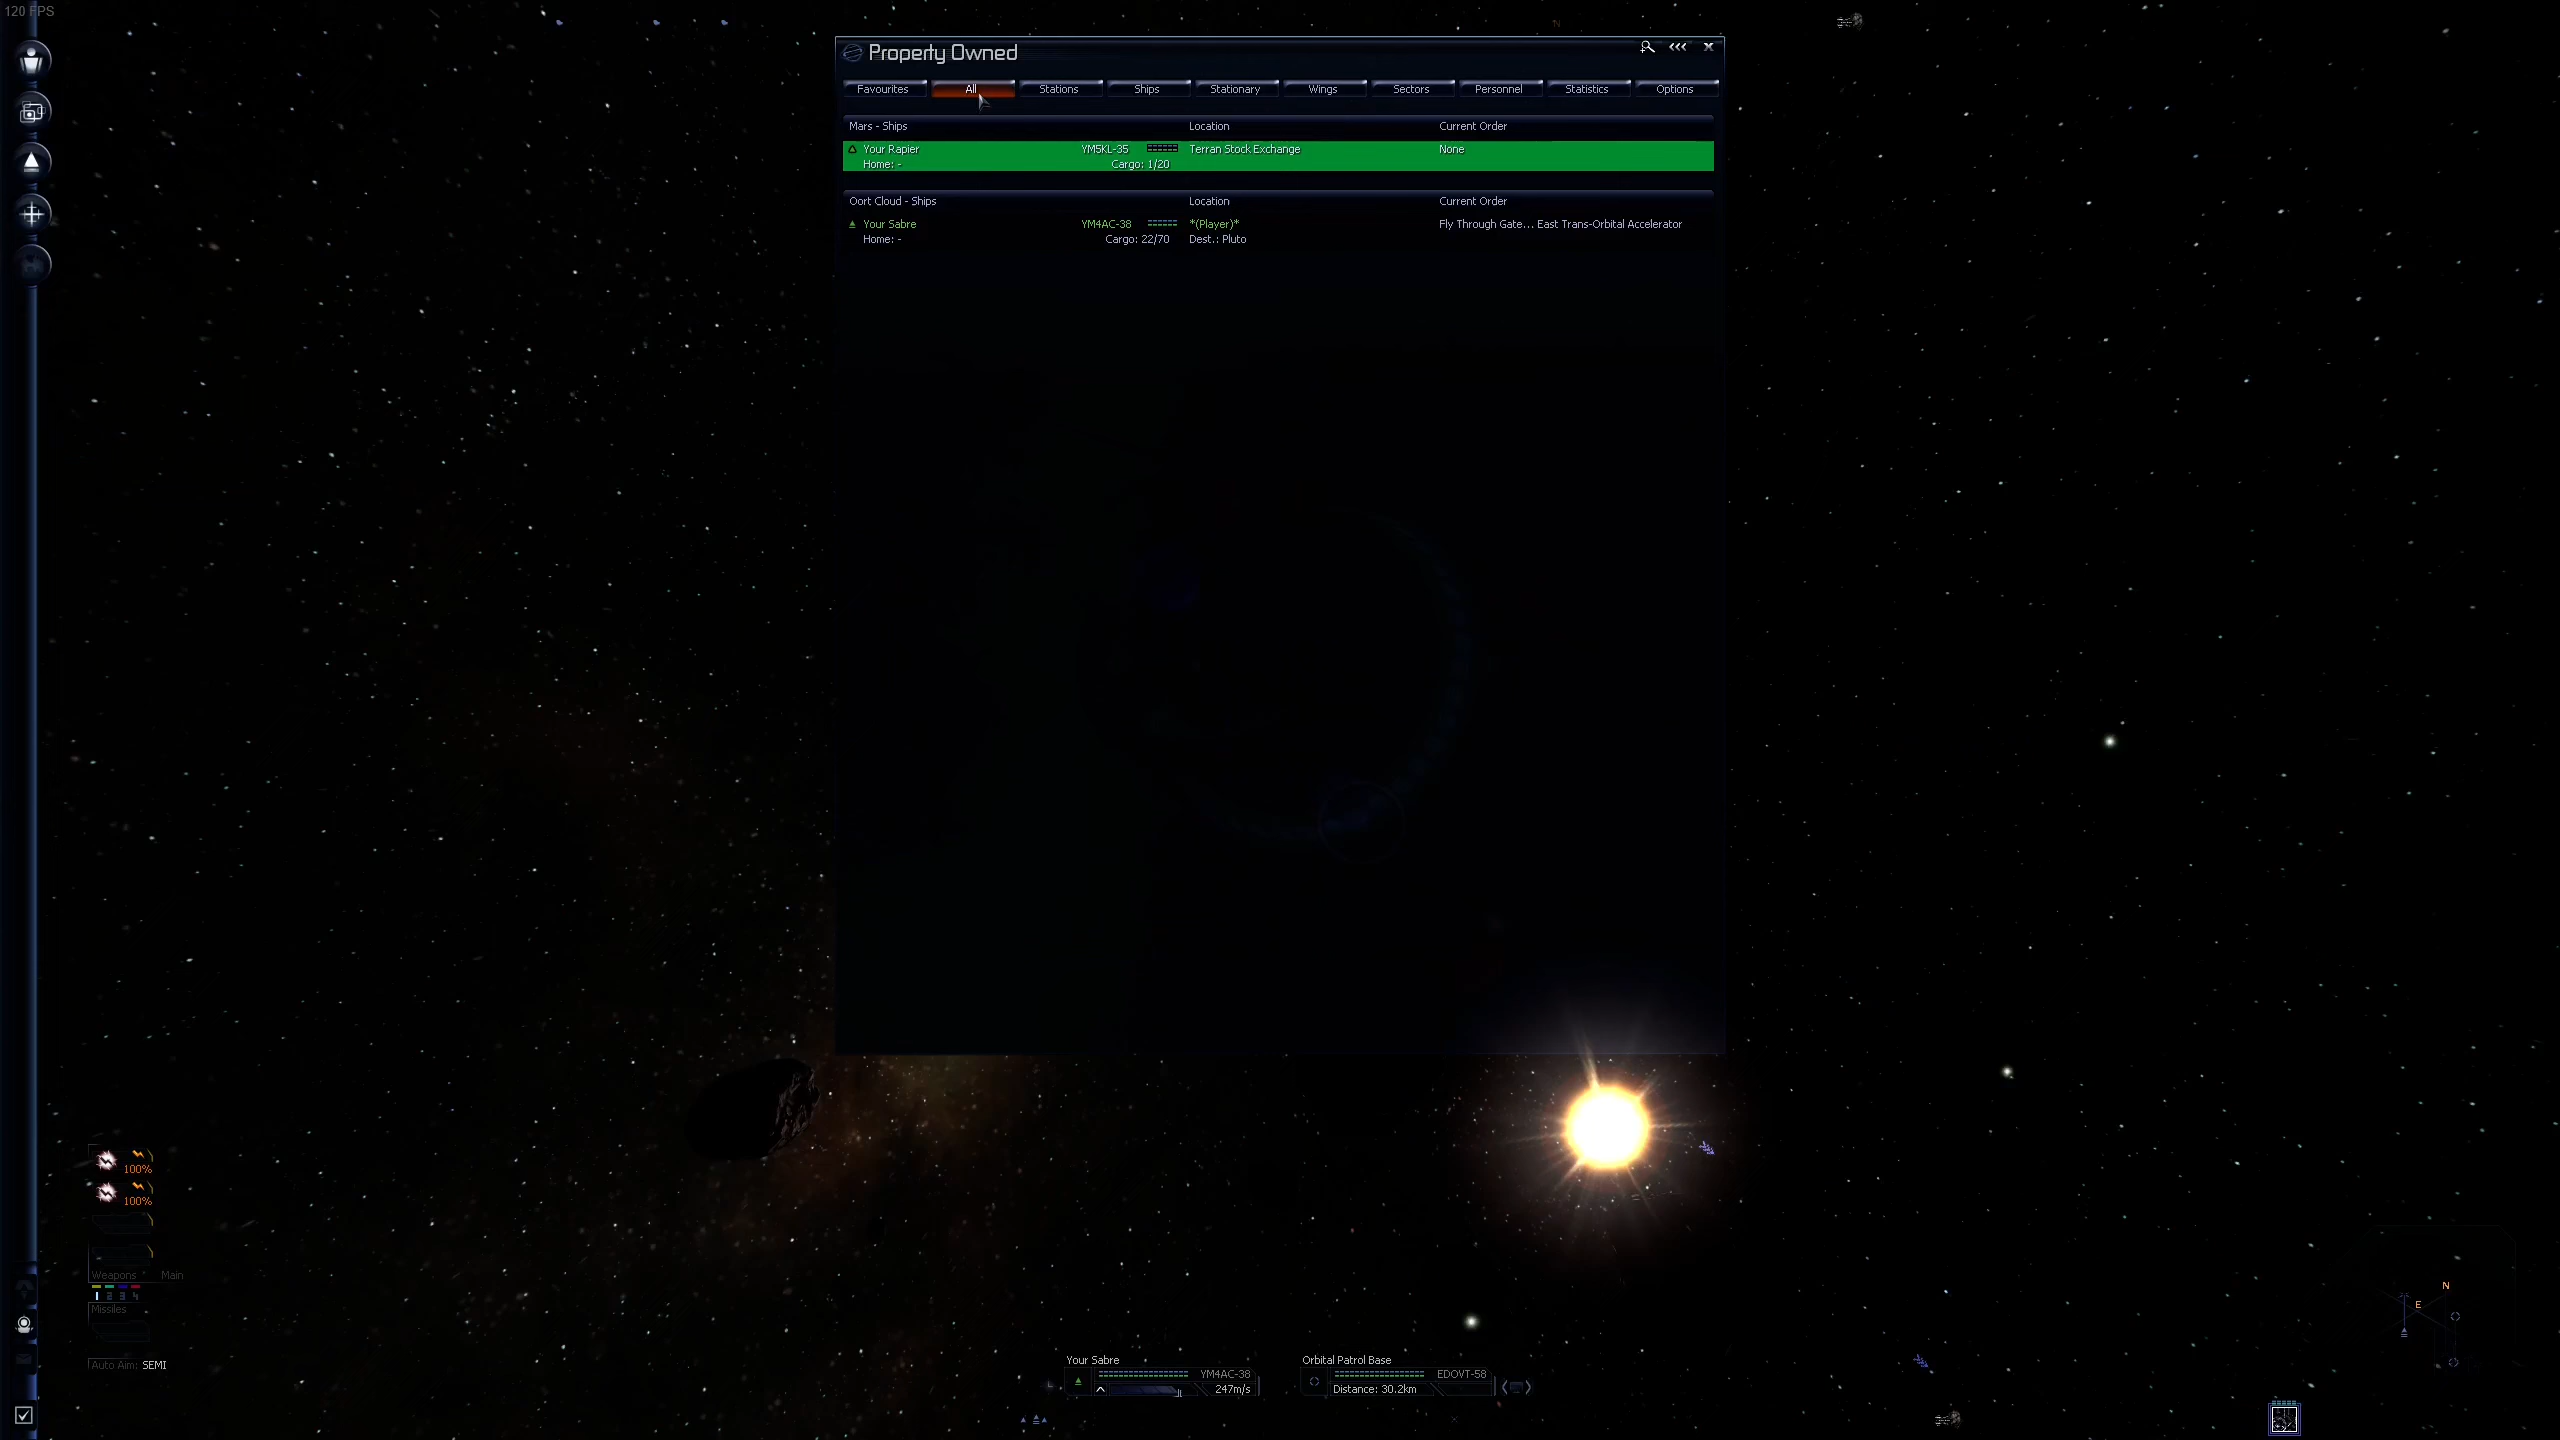 120 FPS
Property Owned
Favourites All Stations Ships Stationary Wings Sectors Personnel Statistics Options
Mars - Ships Location Current Order
Your Rapier YM5KL-35 Terran Stock Exchange None
Home: - Cargo: 1/20
Oort Cloud - Ships Location Current Order
Your Sabre YM4AC-38 *(Player)* Fly Through Gate... East Trans-Orbital Accelerator
Home: - Cargo: 22/70 Dest.: Pluto
100%
100%
Weapons Main
1 2 3 4
Missiles
Auto Aim: SEMI
Your Sabre
YM4AC-38
247m/s
Orbital Patrol Base
EDOVT-58
Distance: 30.2km
N
E